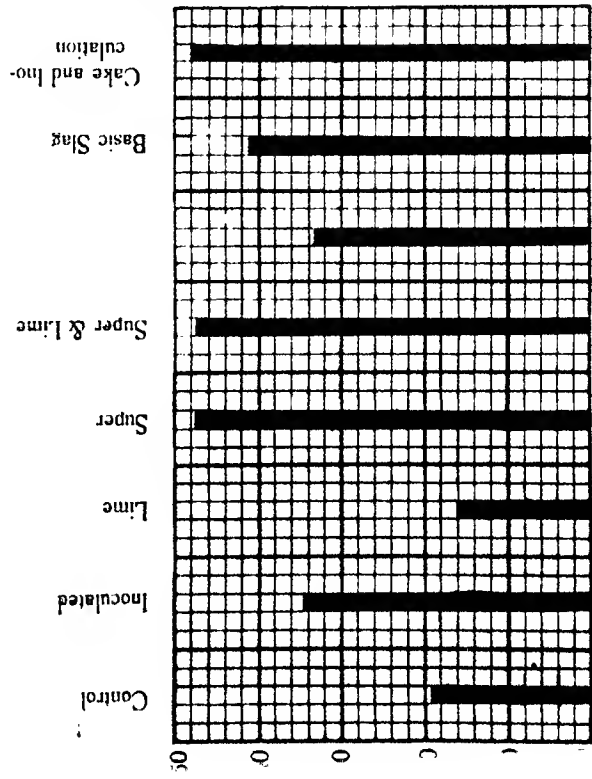 Control
Inoculated
Lime
Super
Super & Lime
Basic Slag
Cake and Ino-
culation